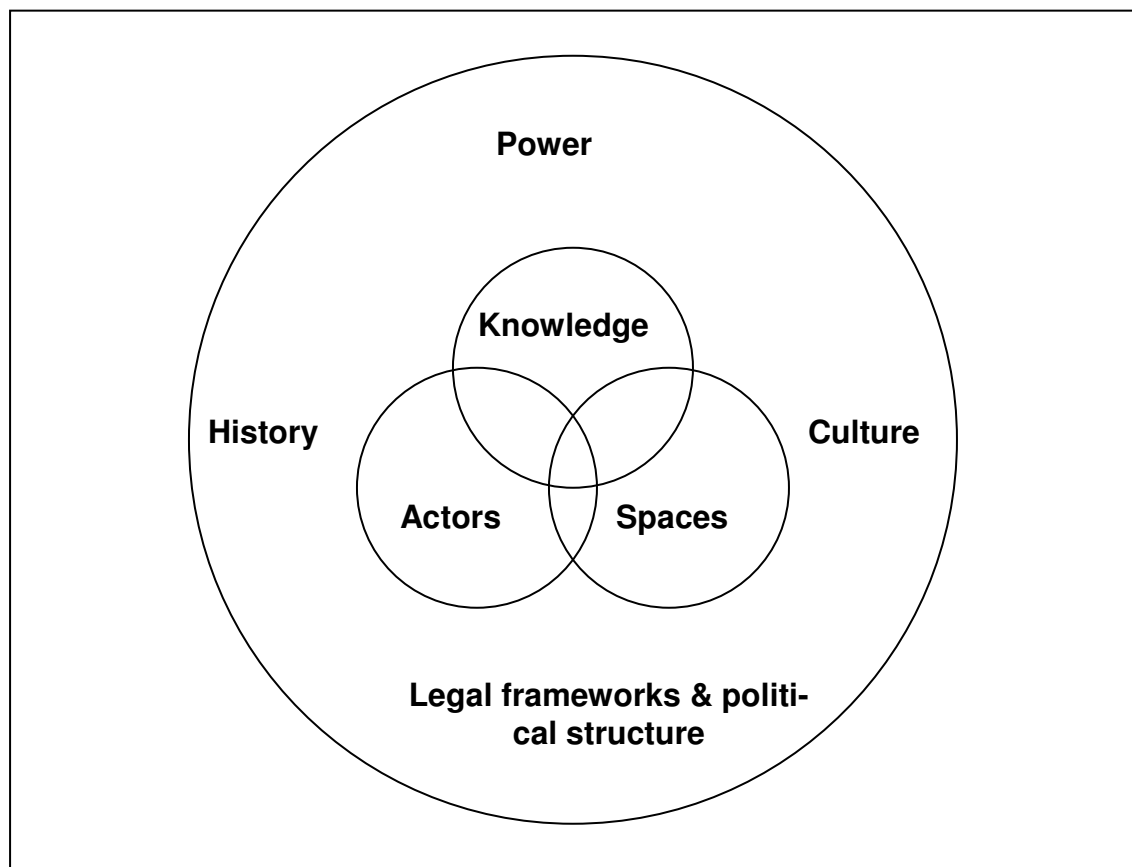 Power
Knowledge
History
Culture
Actors
Spaces
Legal frameworks & politi-
cal structure